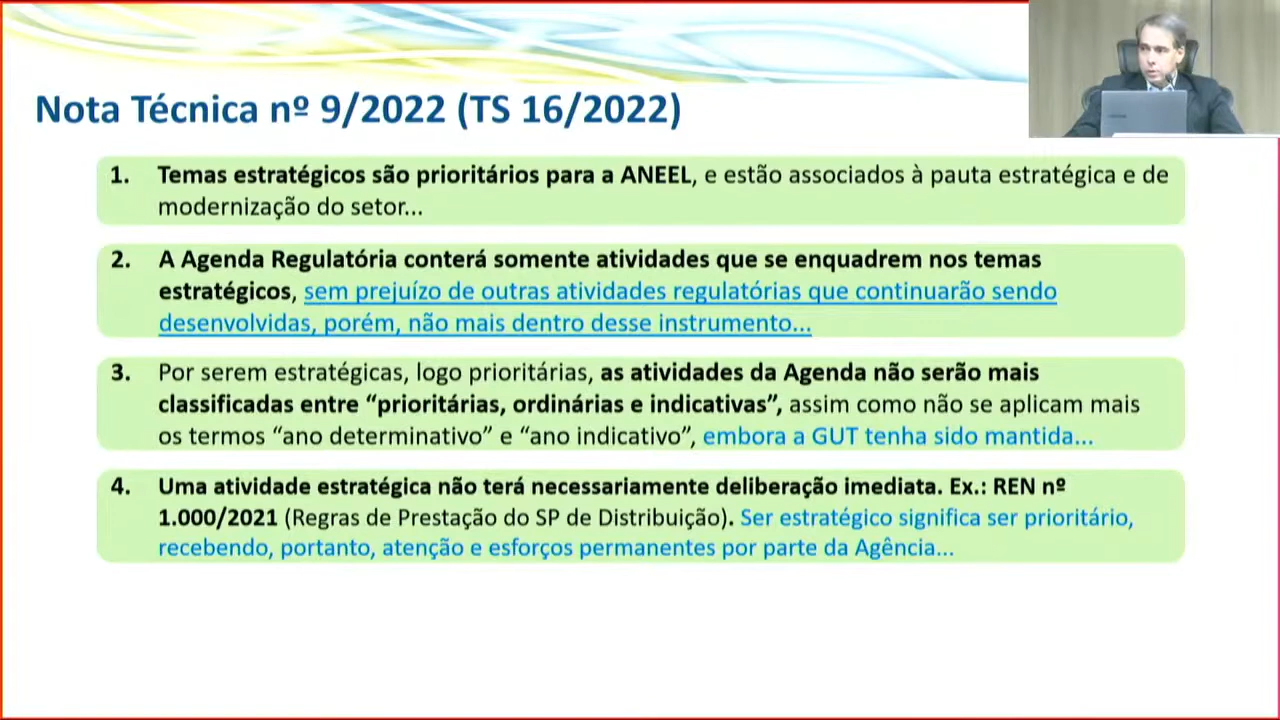 Nota Técnica nº 9/2022 (TS 16/2022)
1. Temas estratégicos são prioritários para a ANEEL, e estão associados à pauta estratégica e de
modernização do setor...
2. A Agenda Regulatória conterá somente atividades que se enquadrem nos temas
estratégicos, sem prejuízo de outras atividades regulatórias que continuarão sendo
desenvolvidas, porém, não mais dentro desse instrumento...
3. Por serem estratégicas, logo prioritárias, as atividades da Agenda não serão mais
classificadas entre “prioritárias, ordinárias e indicativas”, assim como não se aplicam mais
os termos “ano determinativo” e “ano indicativo”, embora a GUT tenha sido mantida...
4. Uma atividade estratégica não terá necessariamente deliberação imediata. Ex.: REN nº
1.000/2021 (Regras de Prestação do SP de Distribuição). Ser estratégico significa ser prioritário,
recebendo, portanto, atenção e esforços permanentes por parte da Agência...